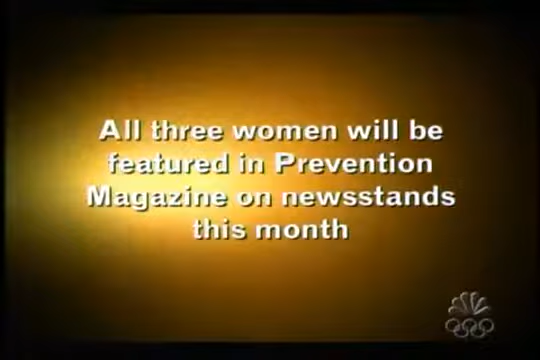 All three women will be
featured in Prevention
Magazine on newsstands
this month